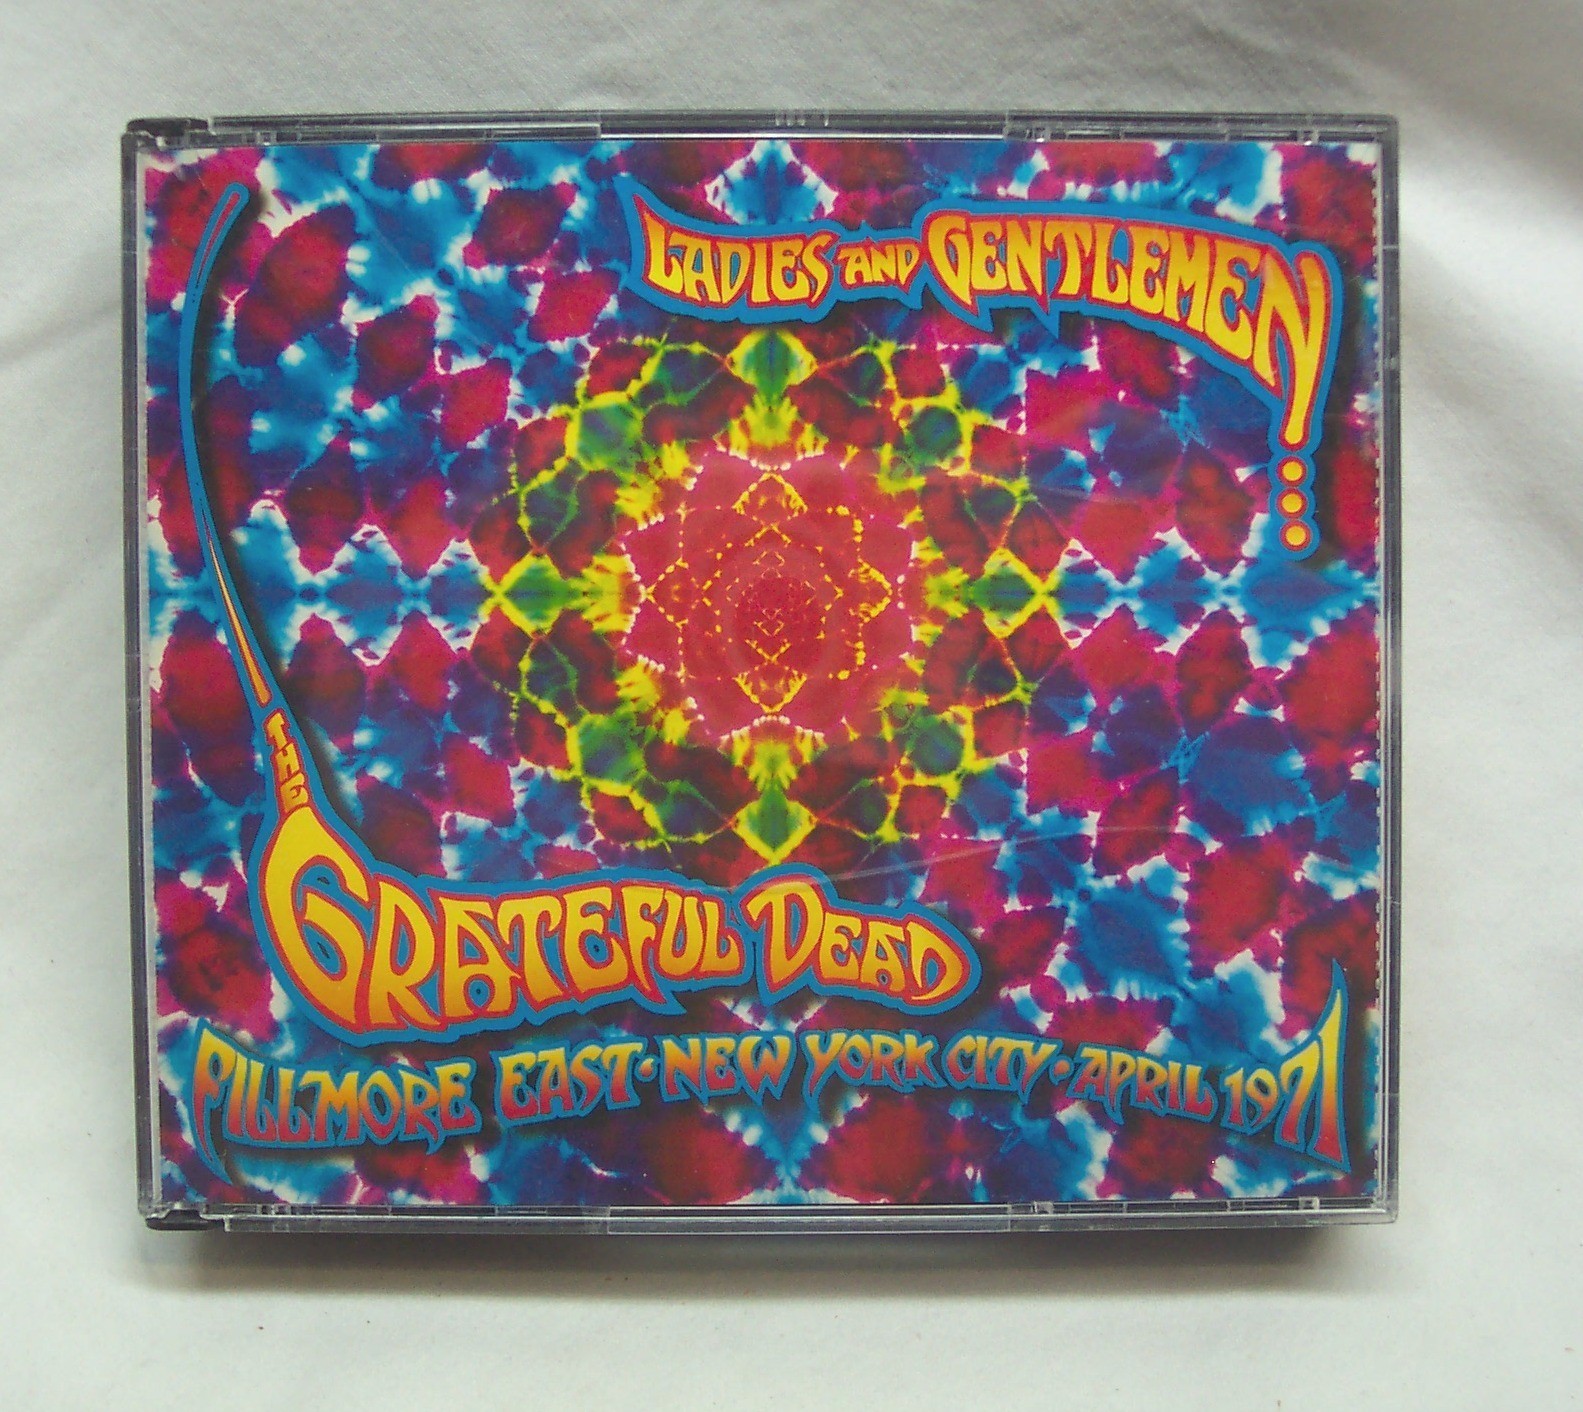 LADIES AND GENTLEMEN...
THE
GRATEFUL DEAD
FILLMORE EAST•NEW YORK CITY•APRIL 1971